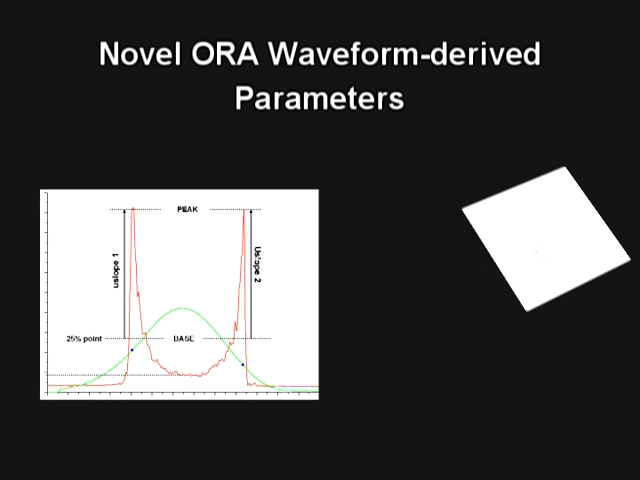 Novel ORA Waveform-derived
Parameters
PEAK
uslope 1
Uslope 2
25% point
BASE